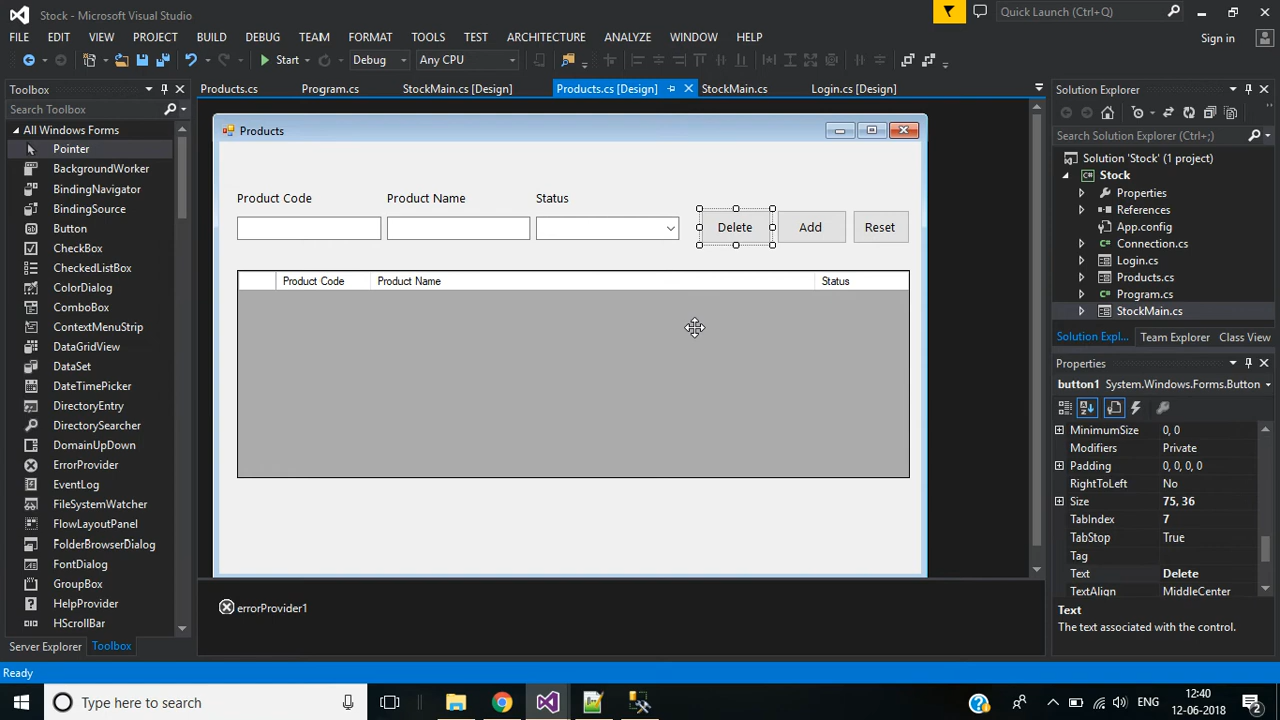 Stock - Microsoft Visual Studio
Quick Launch (Ctrl+Q)
FILE EDIT VIEW PROJECT BUILD DEBUG TEAM FORMAT TOOLS TEST ARCHITECTURE ANALYZE WINDOW HELP
Sign in
Start Debug Any CPU
Toolbox
Search Toolbox
All Windows Forms
Pointer
BackgroundWorker
BindingNavigator
BindingSource
Button
CheckBox
CheckedListBox
ColorDialog
ComboBox
ContextMenuStrip
DataGridView
DataSet
DateTimePicker
DirectoryEntry
DirectorySearcher
DomainUpDown
ErrorProvider
EventLog
FileSystemWatcher
FlowLayoutPanel
FolderBrowserDialog
FontDialog
GroupBox
HelpProvider
HScrollBar
Server Explorer Toolbox
Products.cs Program.cs StockMain.cs [Design] Products.cs [Design] StockMain.cs Login.cs [Design]
Products
Product Code Product Name Status
Delete Add Reset
Product Code Product Name Status
errorProvider1
Solution Explorer
Search Solution Explorer (Ctrl+;)
Solution 'Stock' (1 project)
Stock
Properties
References
App.config
Connection.cs
Login.cs
Products.cs
Program.cs
StockMain.cs
Solution Expl... Team Explorer Class View
Properties
button1 System.Windows.Forms.Button
MinimumSize 0, 0
Modifiers Private
Padding 0, 0, 0, 0
RightToLeft No
Size 75, 36
TabIndex 7
TabStop True
Tag
Text Delete
TextAlign MiddleCenter
Text
The text associated with the control.
Ready
Type here to search
ENG
12:40
12-06-2018
2